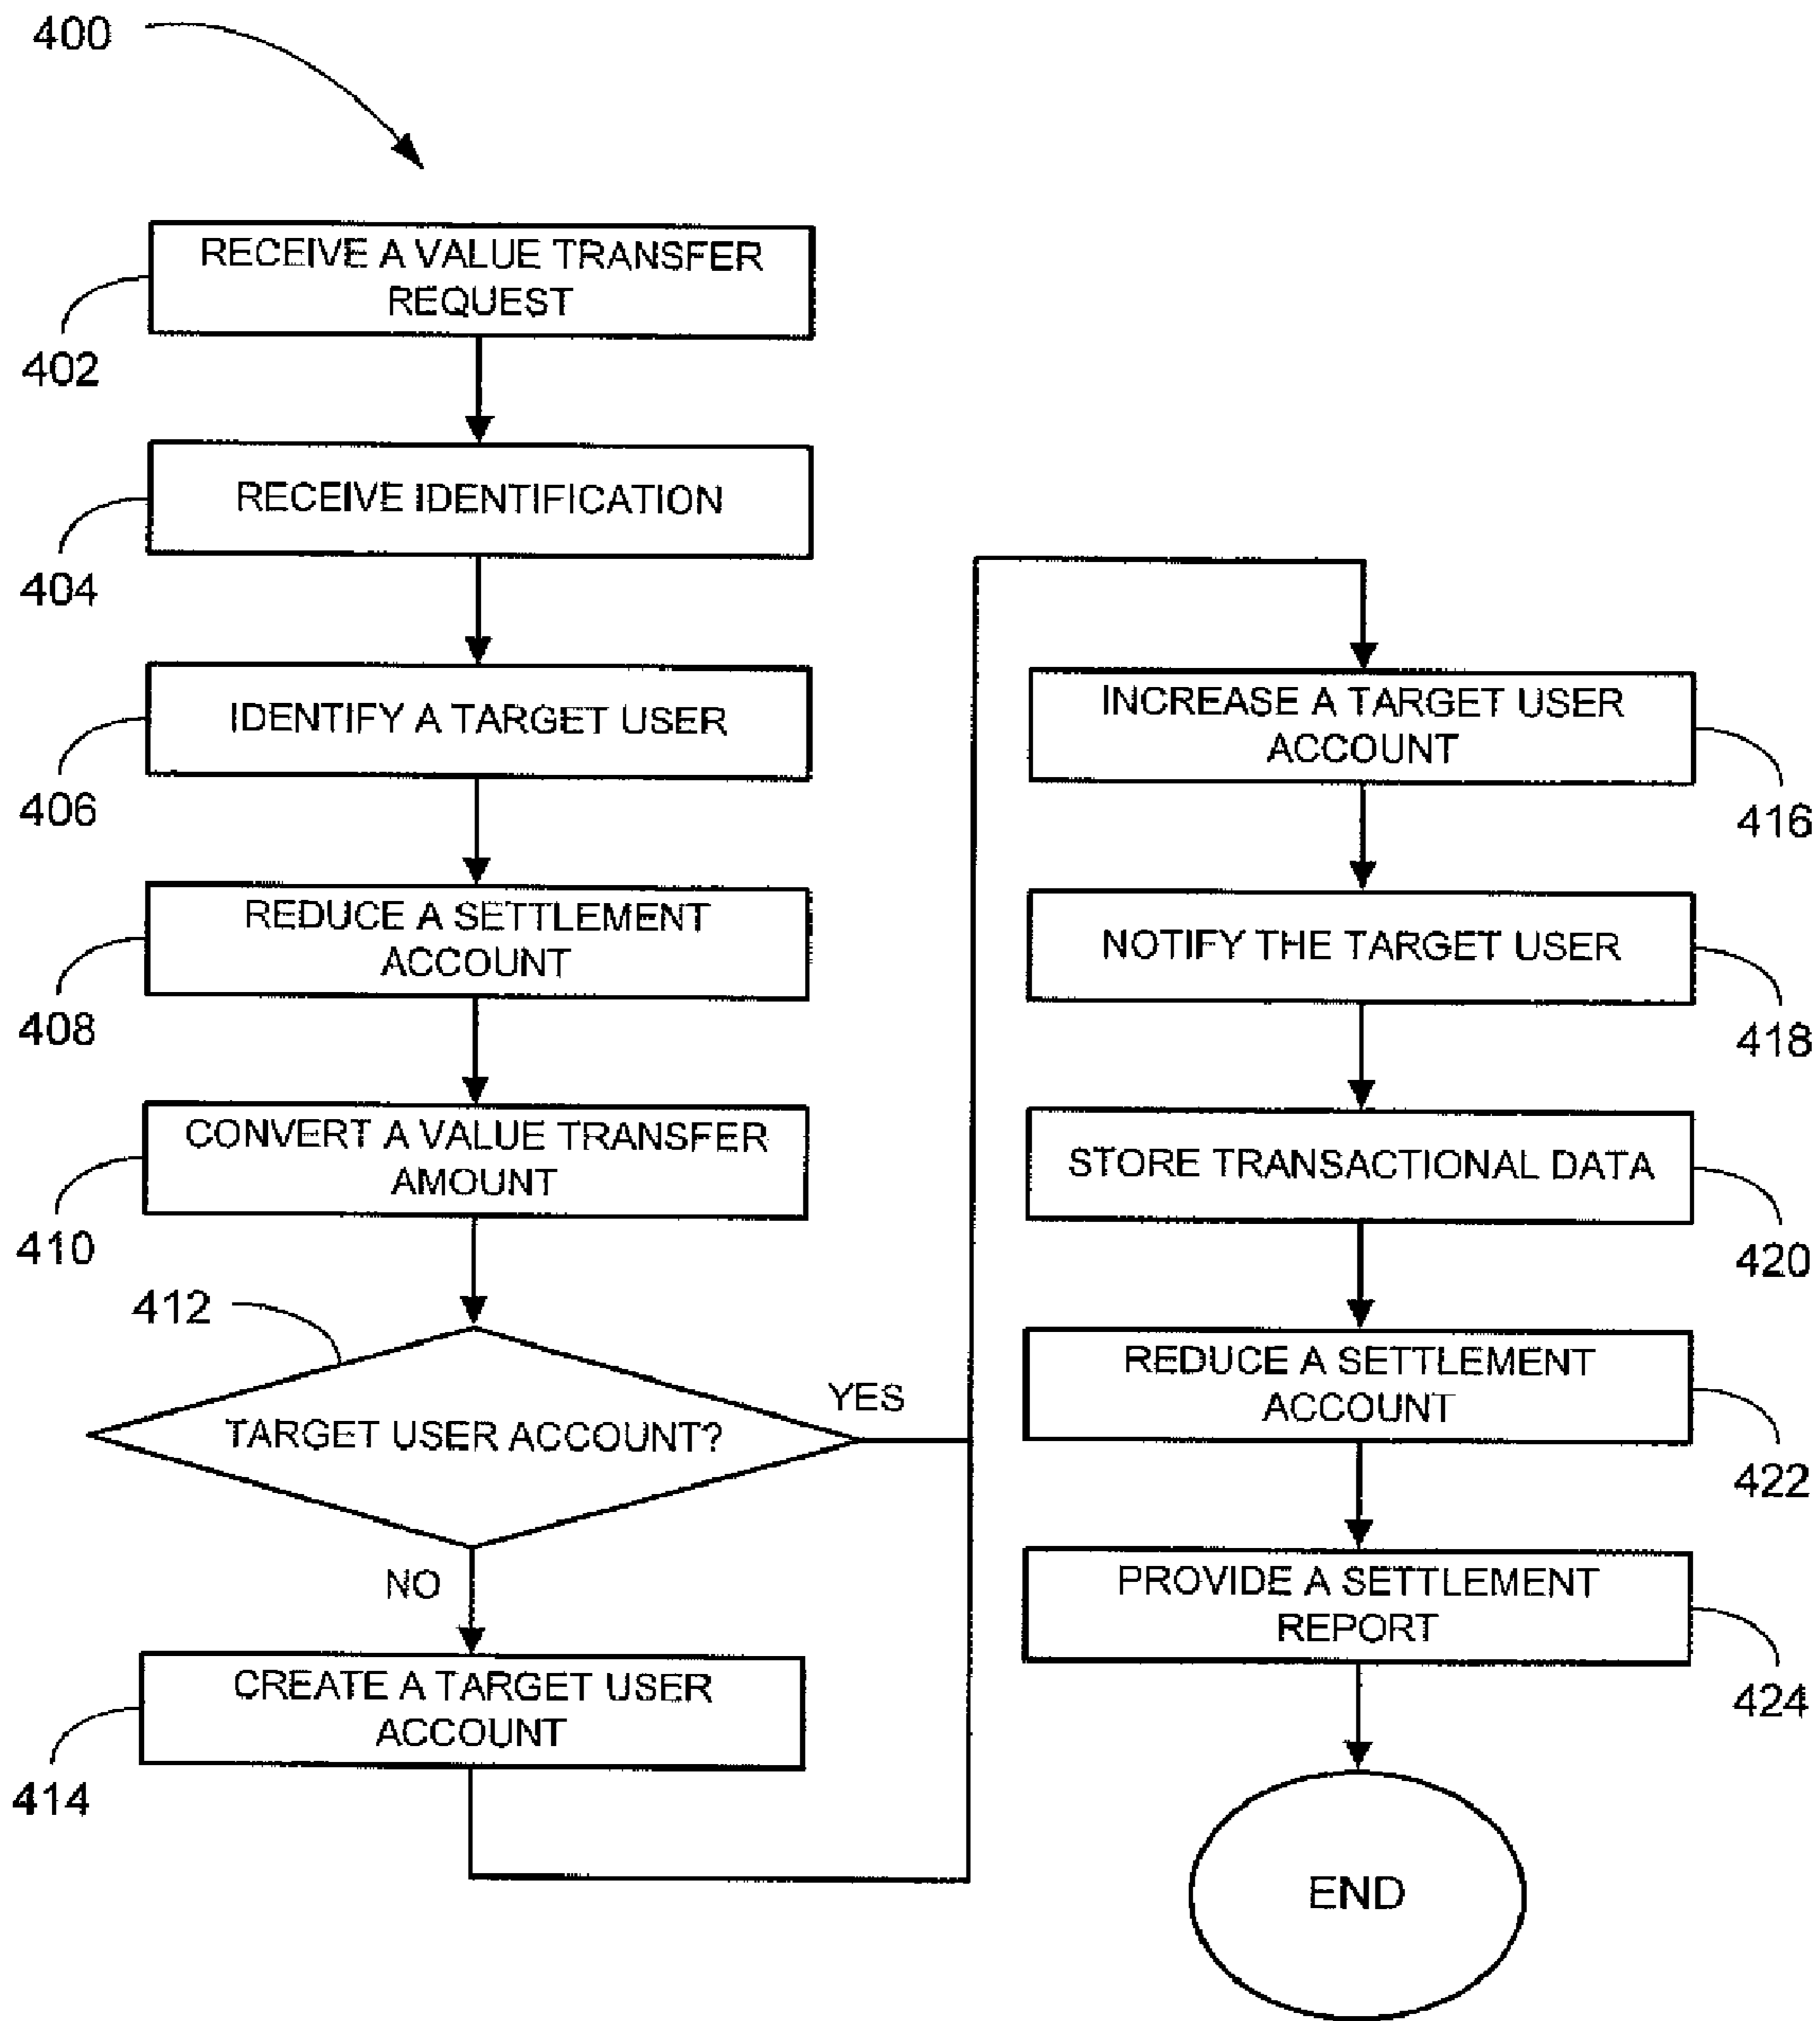 400
RECEIVE A VALUE TRANSFER
REQUEST
402
RECEIVE IDENTIFICATION
404
IDENTIFY A TARGET USER
406
REDUCE A SETTLEMENT
ACCOUNT
408
CONVERT A VALUE TRANSFER
AMOUNT
410
412
TARGET USER ACCOUNT?
YES
NO
CREATE A TARGET USER
ACCOUNT
414
INCREASE A TARGET USER
ACCOUNT
416
NOTIFY THE TARGET USER
418
STORE TRANSACTIONAL DATA
420
REDUCE A SETTLEMENT
ACCOUNT
422
PROVIDE A SETTLEMENT
REPORT
424
END